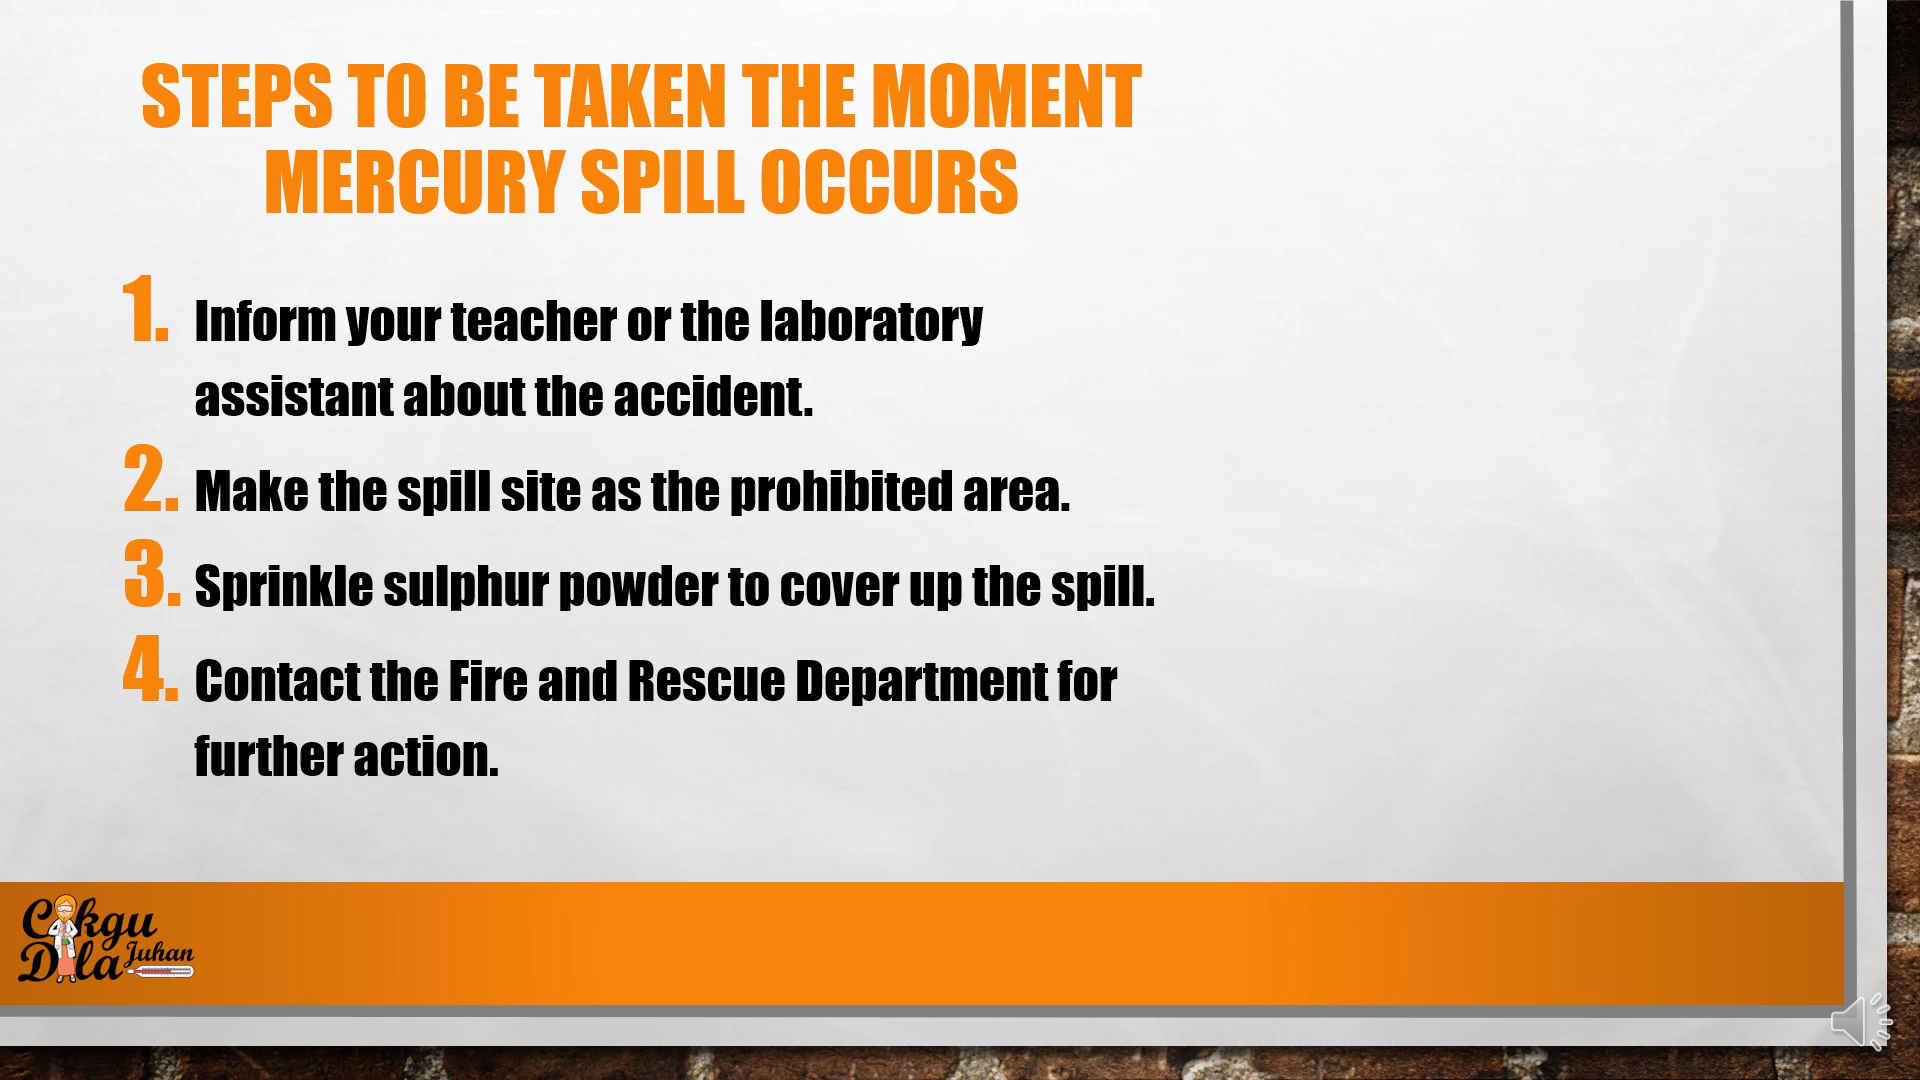 STEPS TO BE TAKEN THE MOMENT
MERCURY SPILL OCCURS
1. Inform your teacher or the laboratory
assistant about the accident.
2. Make the spill site as the prohibited area.
3. Sprinkle sulphur powder to cover up the spill.
4. Contact the Fire and Rescue Department for
further action.
Cikgu
Dila Juhan